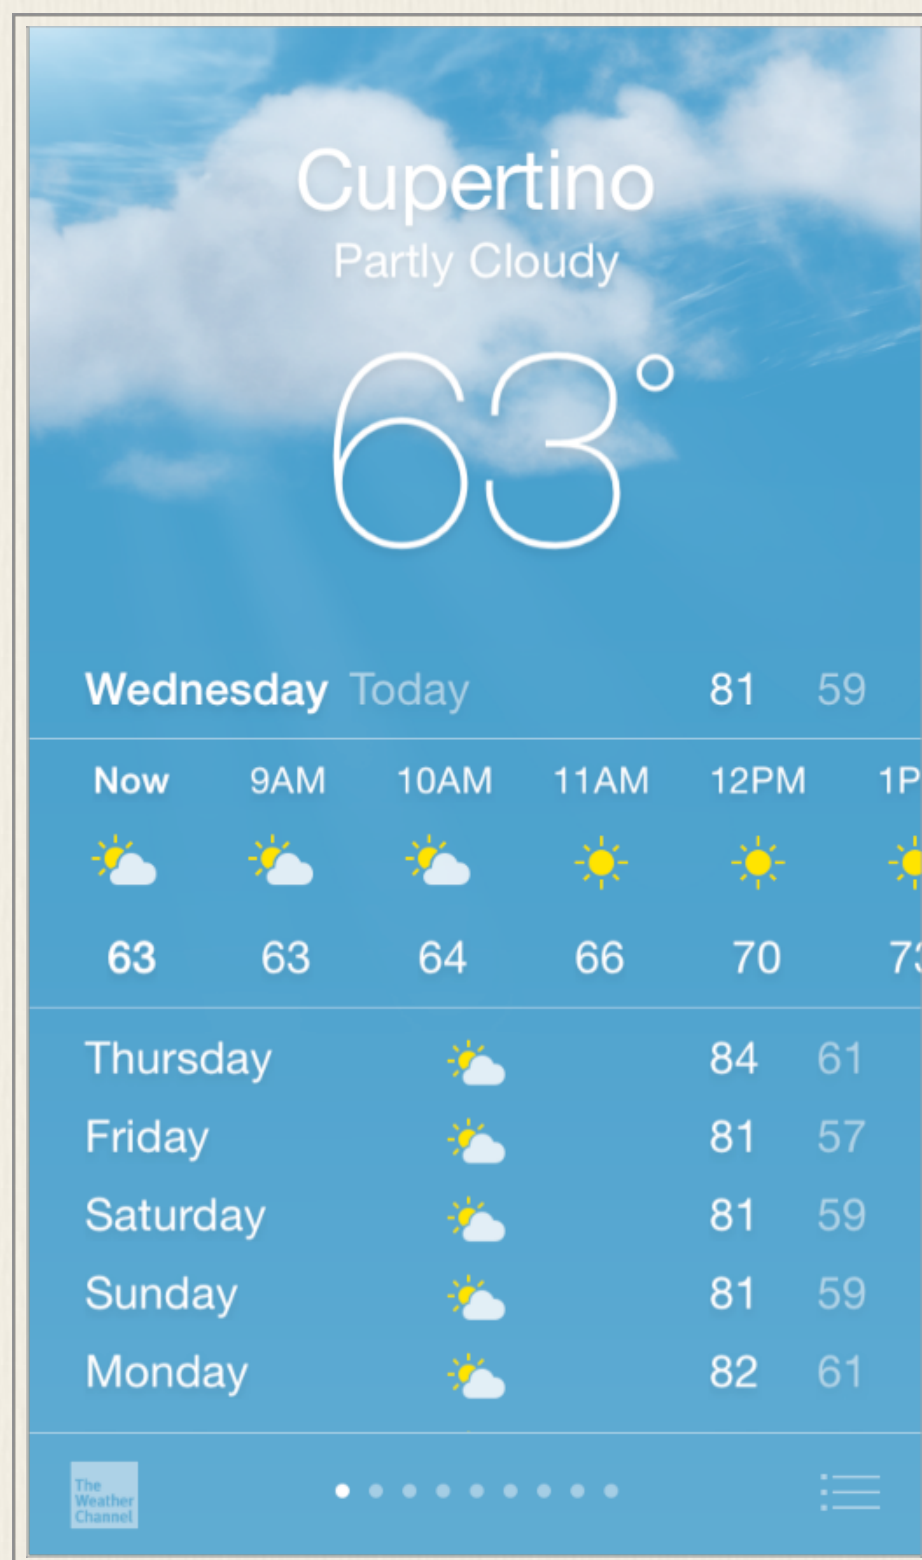 Cupertino
Partly Cloudy
63°
Wednesday Today 81 59
Now 9AM 10AM 11AM 12PM 1P
63 63 64 66 70
Thursday 84 61
Friday 81 57
Saturday 81 59
Sunday 81 59
Monday 82 61
The
Weather
Channel